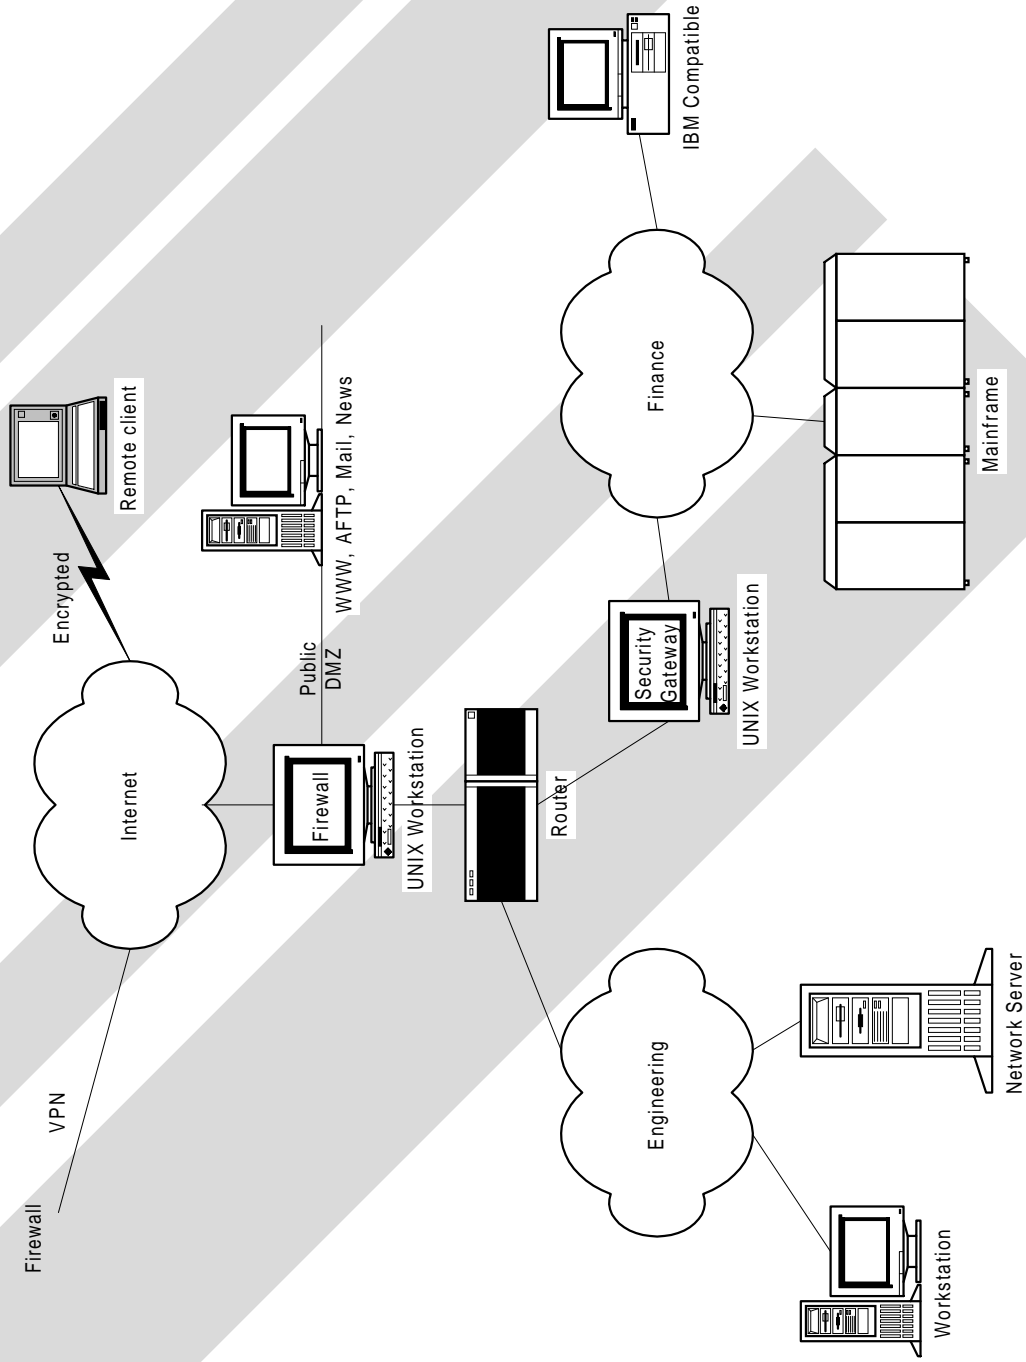 Firewall
VPN
Internet
Encrypted
Remote client
Firewall
UNIX Workstation
Public
DMZ
WWW, AFTP, Mail, News
Router
Security
Gateway
UNIX Workstation
Engineering
Finance
IBM Compatible
Workstation
Network Server
Mainframe